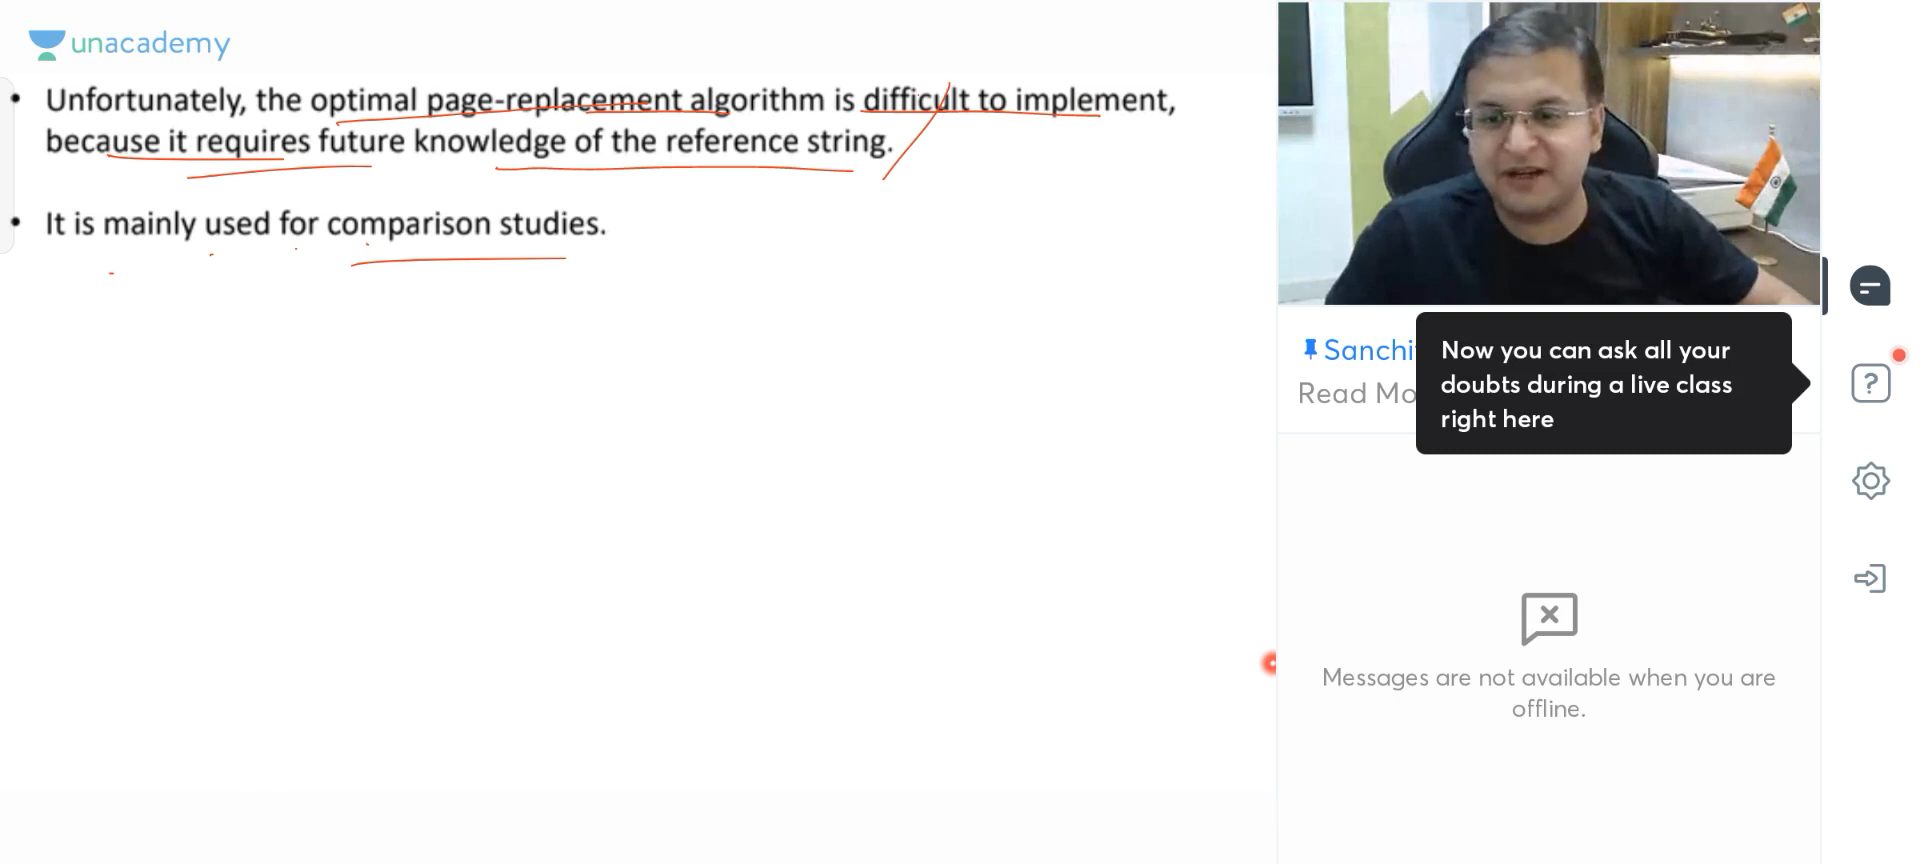 unacademy
• Unfortunately, the optimal page-replacement algorithm is difficult to implement,
because it requires future knowledge of the reference string.
• It is mainly used for comparison studies.
Sanchi
Read Mo
Now you can ask all your
doubts during a live class
right here
Messages are not available when you are
offline.